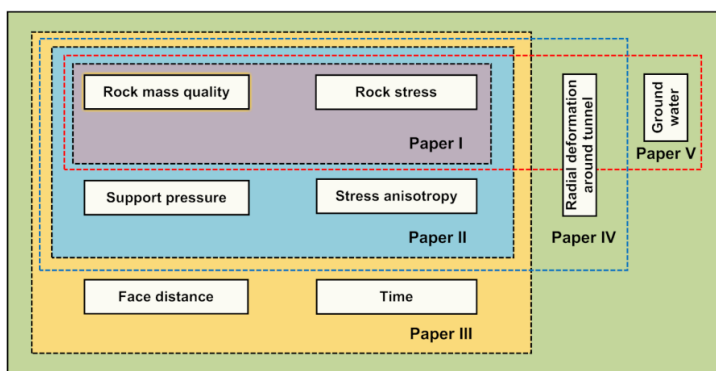 Rock mass quality
Rock stress
Paper I
Support pressure
Stress anisotropy
Paper II
Face distance
Time
Paper III
Radial deformation
around tunnel
Paper IV
Ground
water
Paper V